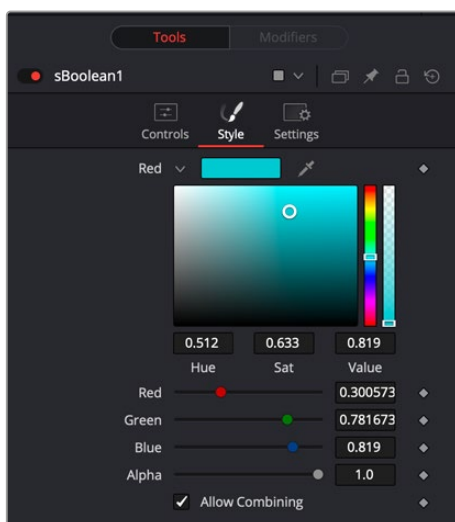 Tools Modifiers
sBoolean1
Controls Style Settings
Red
0.512 0.633 0.819
Hue Sat Value
Red 0.300573
Green 0.781673
Blue 0.819
Alpha 1.0
Allow Combining